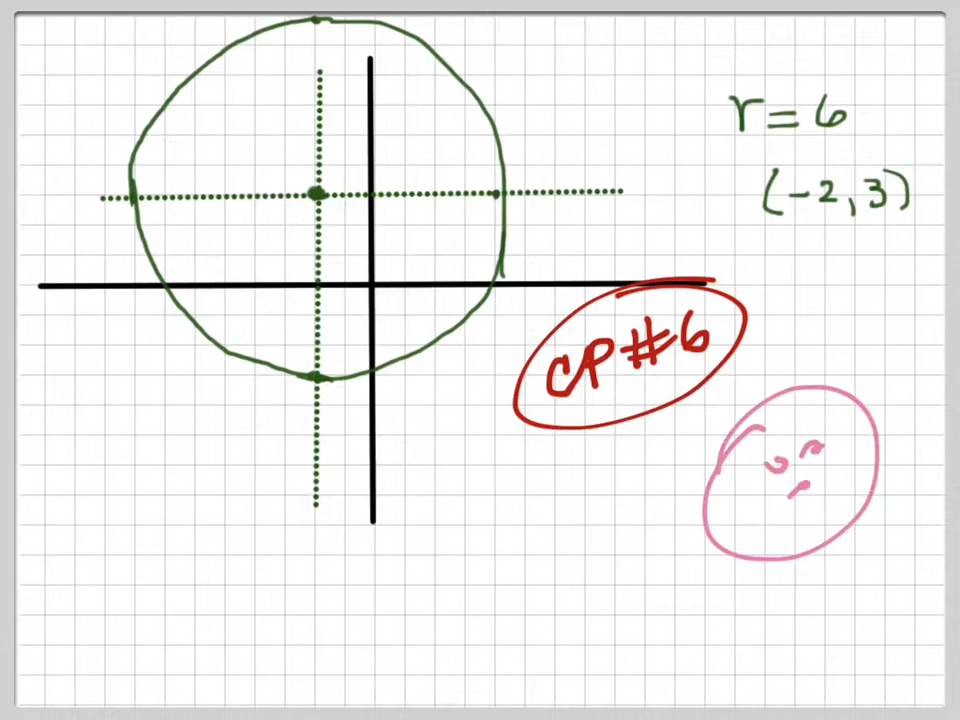 r = 6
(-2, 3)
CP#6